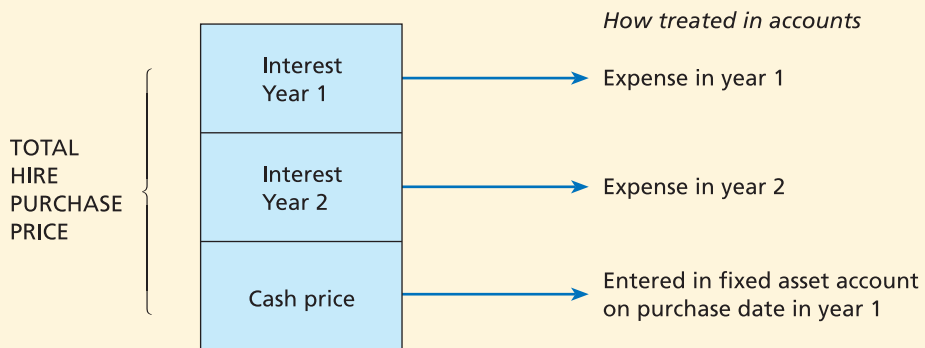 How treated in accounts
TOTAL
HIRE
PURCHASE
PRICE
Interest
Year 1
Expense in year 1
Interest
Year 2
Expense in year 2
Cash price
Entered in fixed asset account
on purchase date in year 1